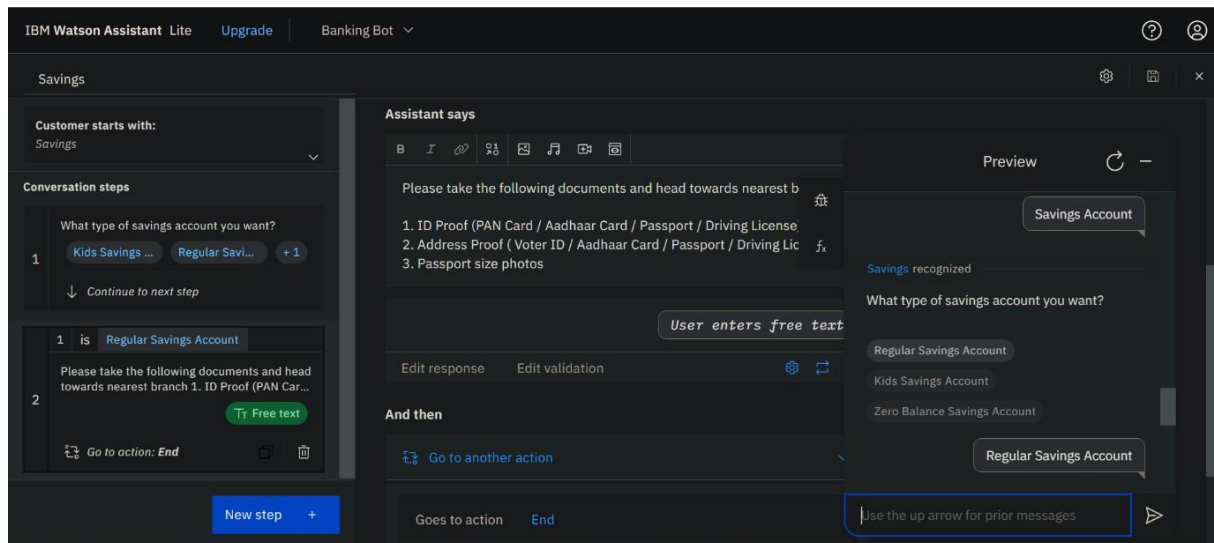 IBM Watson Assistant Lite Upgrade Banking Bot
Savings
Customer starts with:
Savings
Conversation steps
1
What type of savings account you want?
Kids Savings ... Regular Savi... +1
Continue to next step
2
1 is Regular Savings Account
Please take the following documents and head
towards nearest branch 1. ID Proof (PAN Car...
Tт Free text
Go to action: End
New step +
Assistant says
B I
Please take the following documents and head towards nearest b
1. ID Proof (PAN Card / Aadhaar Card / Passport / Driving License)
2. Address Proof ( Voter ID / Aadhaar Card / Passport / Driving Lic
3. Passport size photos
fx
User enters free text
Edit response Edit validation
And then
Go to another action
Goes to action End
Preview
Savings Account
Savings recognized
What type of savings account you want?
Regular Savings Account
Kids Savings Account
Zero Balance Savings Account
Regular Savings Account
Use the up arrow for prior messages